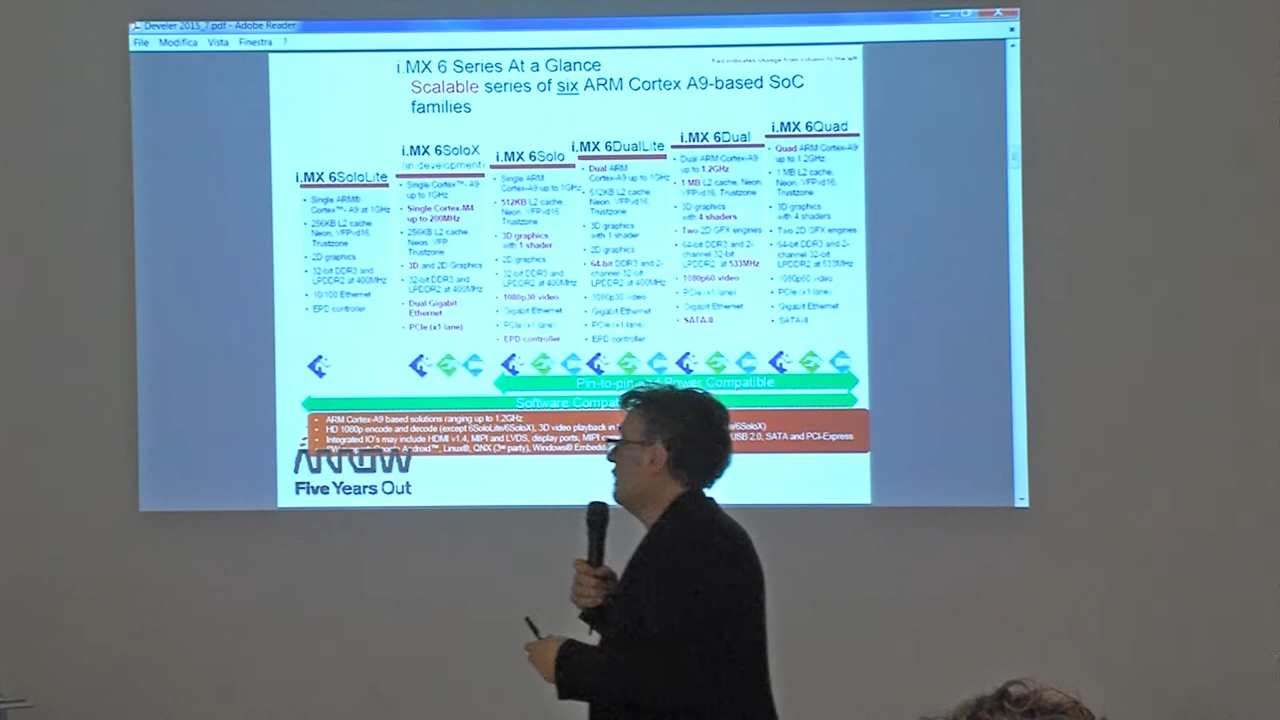 Develer 2015_7.pdf - Adobe Reader
File Modifica Vista Finestra ?
i.MX 6 Series At a Glance
Red indicates change from column to the left
Scalable series of six ARM Cortex A9-based SoC
families
i.MX 6SoloLite
• Single ARM®
Cortex™- A9 at 1GHz
• 256KB L2 cache,
Neon, VFPvd16,
Trustzone
• 2D graphics
• 32-bit DDR3 and
LPDDR2 at 400MHz
• 10/100 Ethernet
• EPD controller
i.MX 6SoloX
(in development)
• Single Cortex™- A9
up to 1GHz
• Single Cortex-M4
up to 200MHz
• 256KB L2 cache,
Neon, VFP
Trustzone
• 3D and 2D Graphics
• 32-bit DDR3 and
LPDDR2 at 400MHz
• Dual Gigabit
Ethernet
• PCIe (x1 lane)
i.MX 6Solo
• Single ARM
Cortex-A9 up to 1GHz
• 512KB L2 cache,
Neon, VFPvd16,
Trustzone
• 3D graphics
with 1 shader
• 2D graphics
• 32-bit DDR3 and
LPDDR2 at 400MHz
• 1080p30 video
• Gigabit Ethernet
• PCIe (x1 lane)
• EPD controller
i.MX 6DualLite
• Dual ARM
Cortex-A9 up to 1GHz
• 512KB L2 cache,
Neon, VFPvd16,
Trustzone
• 3D graphics
with 1 shader
• 2D graphics
• 64-bit DDR3 and 2-
channel 32-bit
LPDDR2 at 400MHz
• 1080p30 video
• Gigabit Ethernet
• PCIe (x1 lane)
• EPD controller
i.MX 6Dual
• Dual ARM Cortex-A9
up to 1.2GHz
• 1 MB L2 cache, Neon,
VFPvd16, Trustzone
• 3D graphics
with 4 shaders
• Two 2D GFX engines
• 64-bit DDR3 and 2-
channel 32-bit
LPDDR2 at 533MHz
• 1080p60 video
• PCIe (x1 lane)
• Gigabit Ethernet
• SATA-II
i.MX 6Quad
• Quad ARM Cortex-A9
up to 1.2GHz
• 1 MB L2 cache, Neon,
VFPvd16, Trustzone
• 3D graphics
with 4 shaders
• Two 2D GFX engines
• 64-bit DDR3 and 2-
channel 32-bit
LPDDR2 at 533MHz
• 1080p60 video
• PCIe (x1 lane)
• Gigabit Ethernet
• SATA-II
Pin-to-pin and Power Compatible
Software Compat
• ARM Cortex-A9 based solutions ranging up to 1.2GHz
• HD 1080p encode and decode (except 6SoloLite/6SoloX), 3D video playback in /6SoloX)
• Integrated IO's may include HDMI v1.4, MIPI and LVDS, display ports, MIPI USB 2.0, SATA and PCI-Express
Android™, Linux®, QNX (3rd party), Windows® Embedd
ARROW
Five Years Out